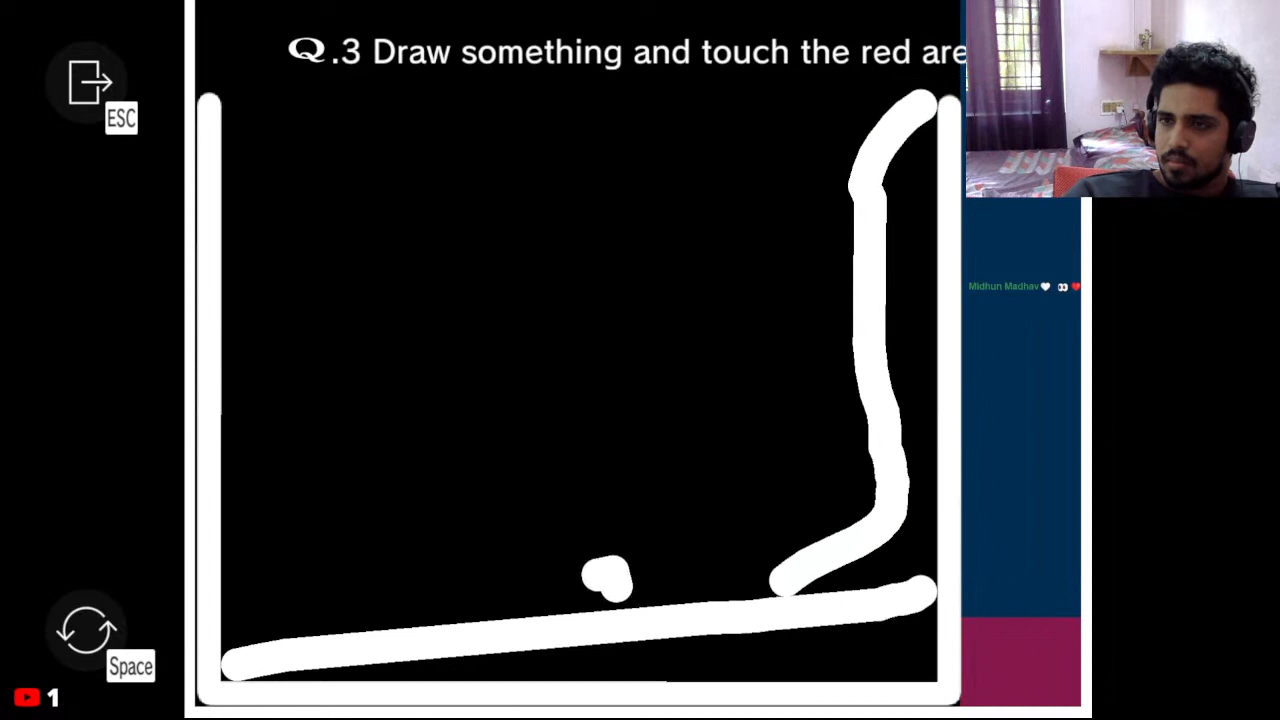 Q.3 Draw something and touch the red are
ESC
Midhun Madhav🤍 👀 ❤️
Space
1